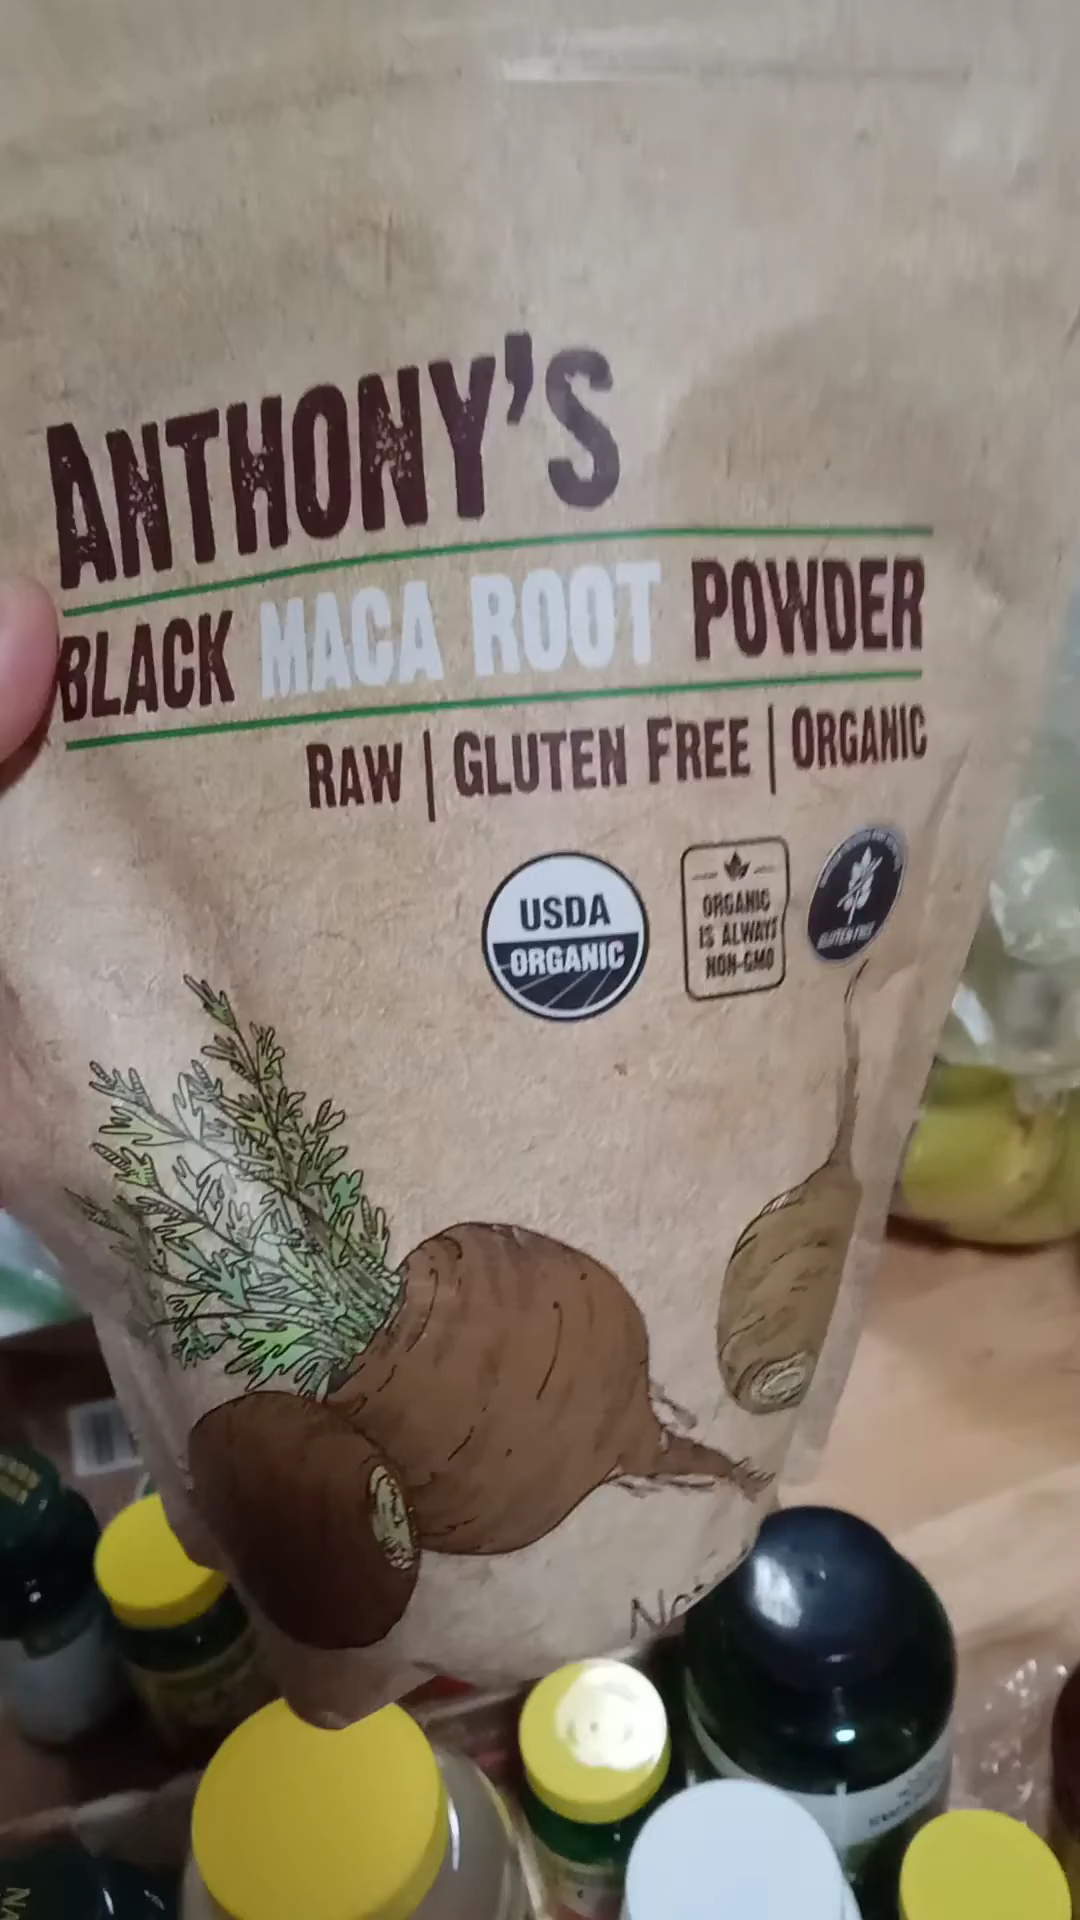 ANTHONY'S
BLACK MACA ROOT POWDER
RAW | GLUTEN FREE | ORGANIC
USDA
ORGANIC
ORGANIC
IS ALWAYS
NON-GMO
GLUTEN FREE